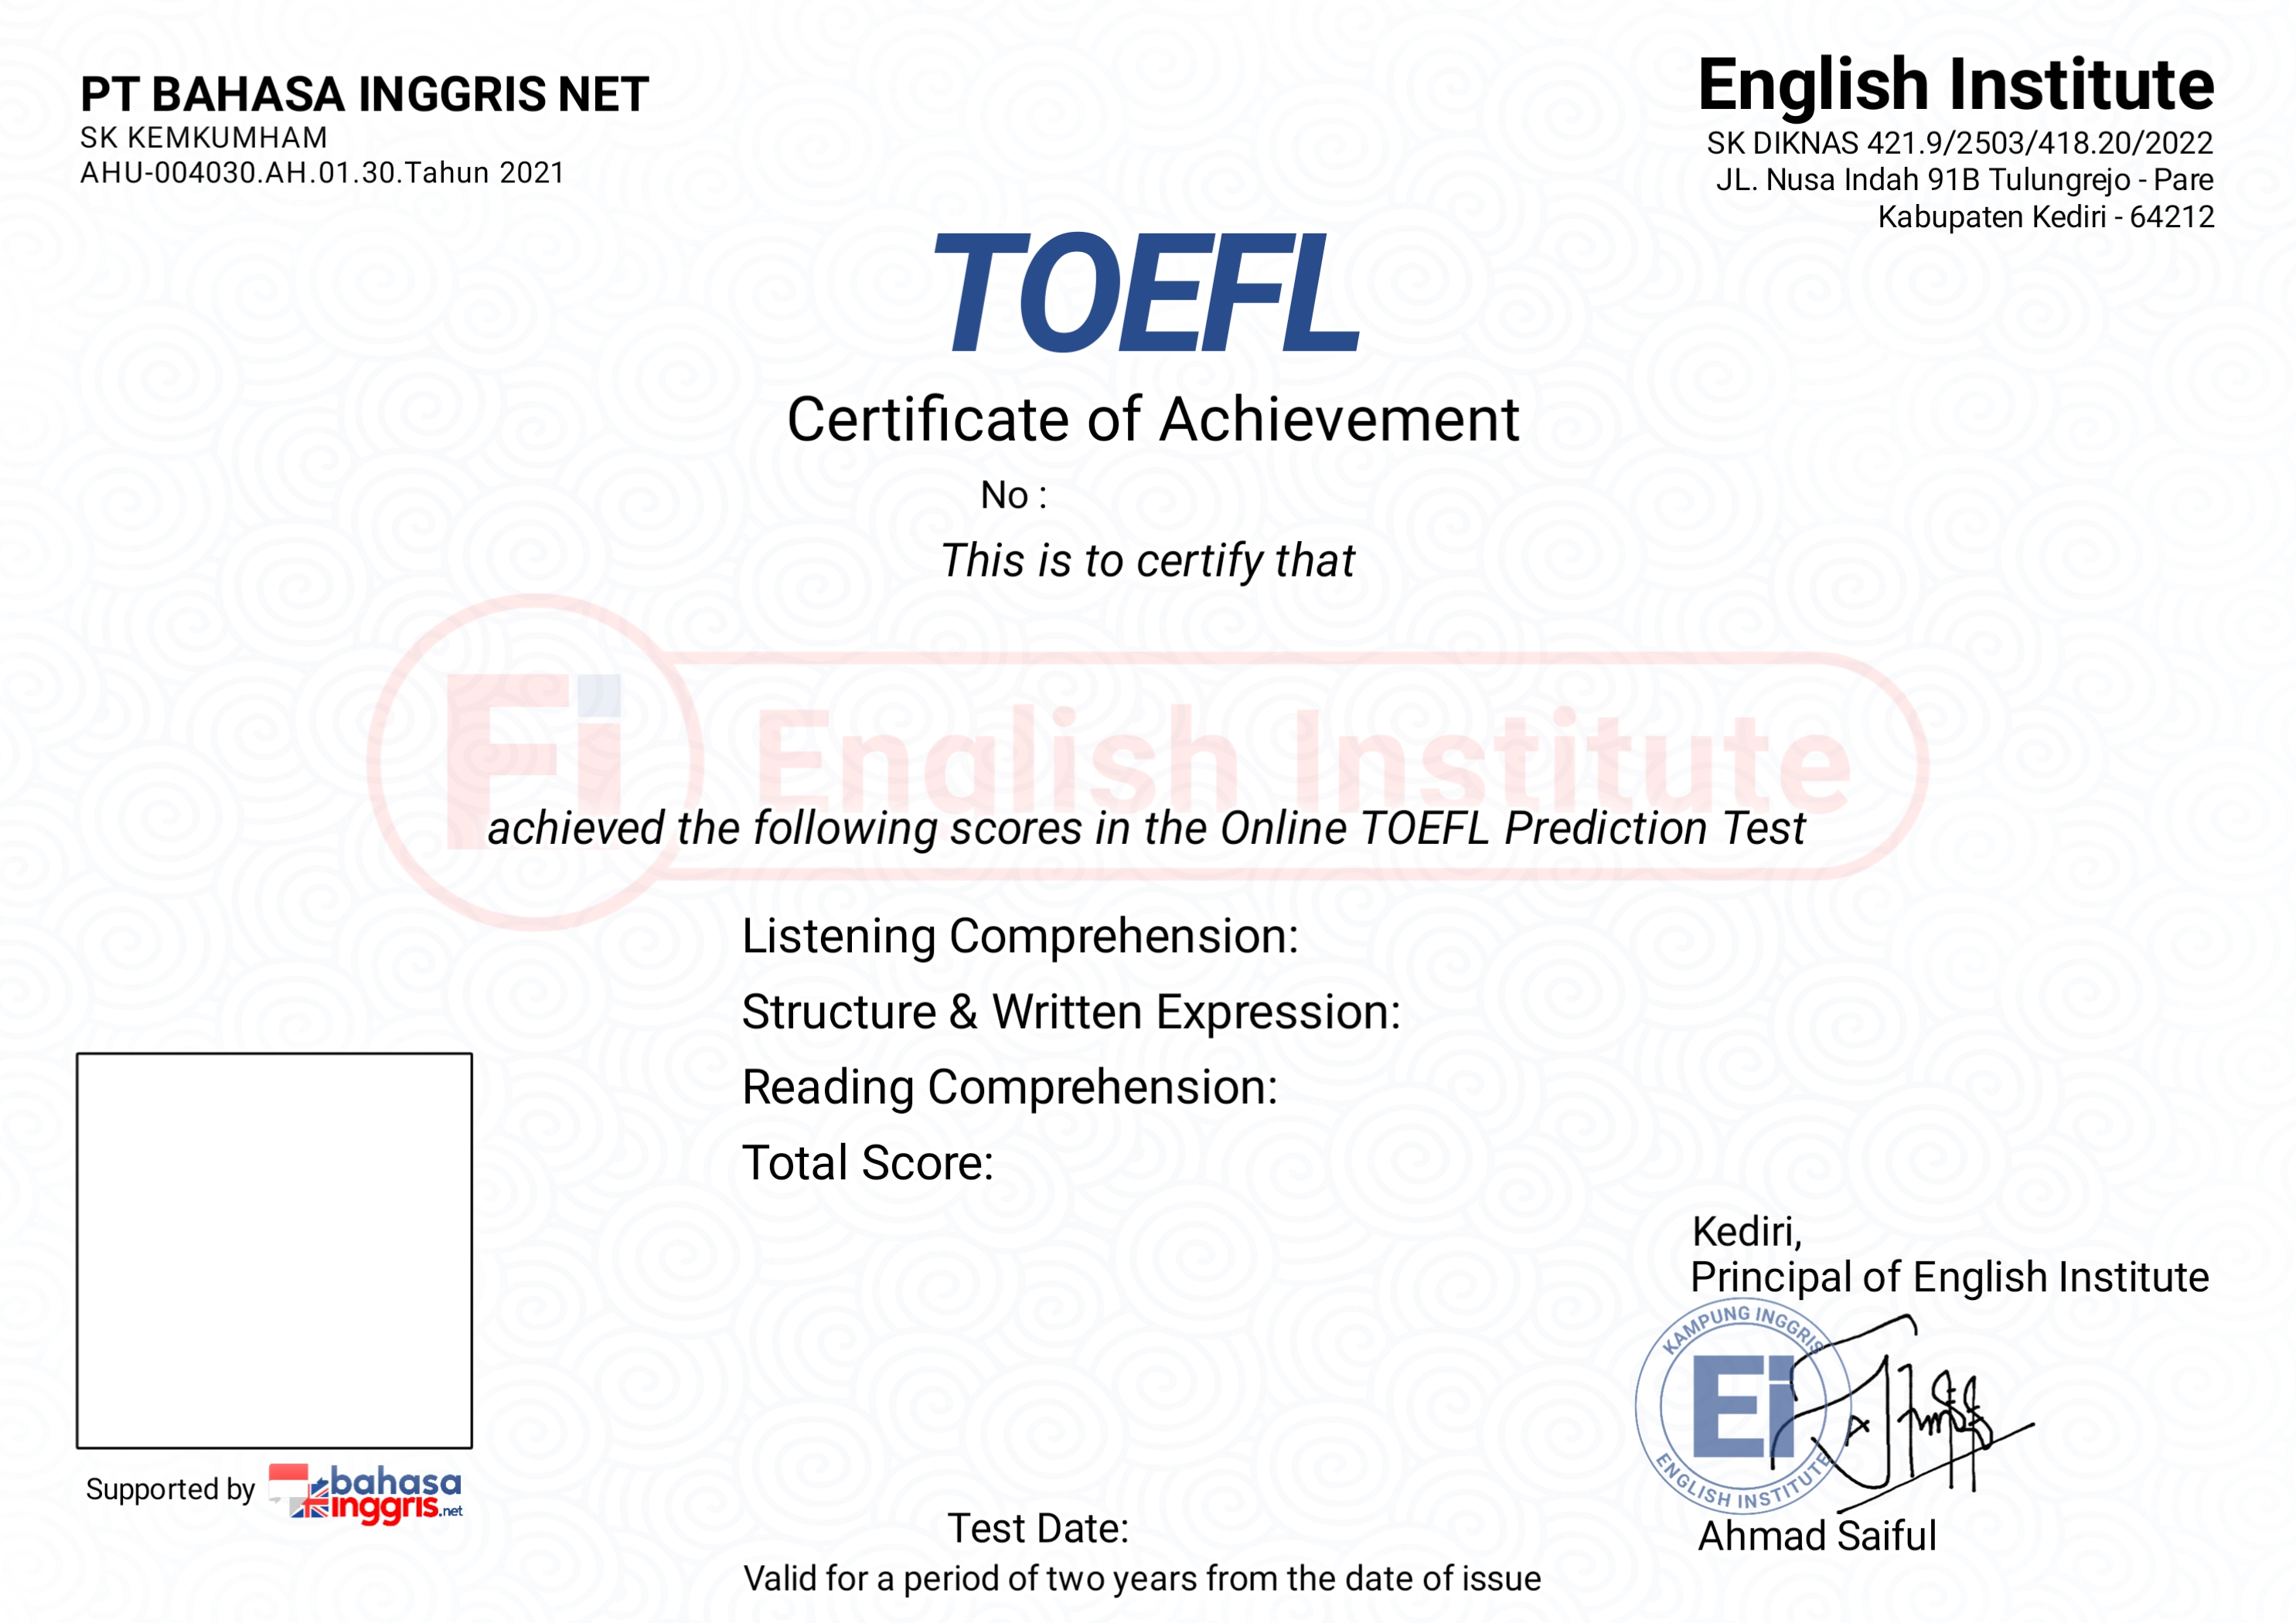 PT BAHASA INGGRIS NET
SK KEMKUMHAM
AHU-004030.AH.01.30.Tahun 2021
English Institute
SK DIKNAS 421.9/2503/418.20/2022
JL. Nusa Indah 91B Tulungrejo - Pare
Kabupaten Kediri - 64212
TOEFL
Certificate of Achievement
No :
This is to certify that
Ei English Institute
achieved the following scores in the Online TOEFL Prediction Test
Listening Comprehension:
Structure & Written Expression:
Reading Comprehension:
Total Score:
Kediri,
Principal of English Institute
KAMPUNG INGGRIS
Ei
ENGLISH INSTITUTE
Ahmad Saiful
Supported by bahasa
inggris.net
Test Date:
Valid for a period of two years from the date of issue